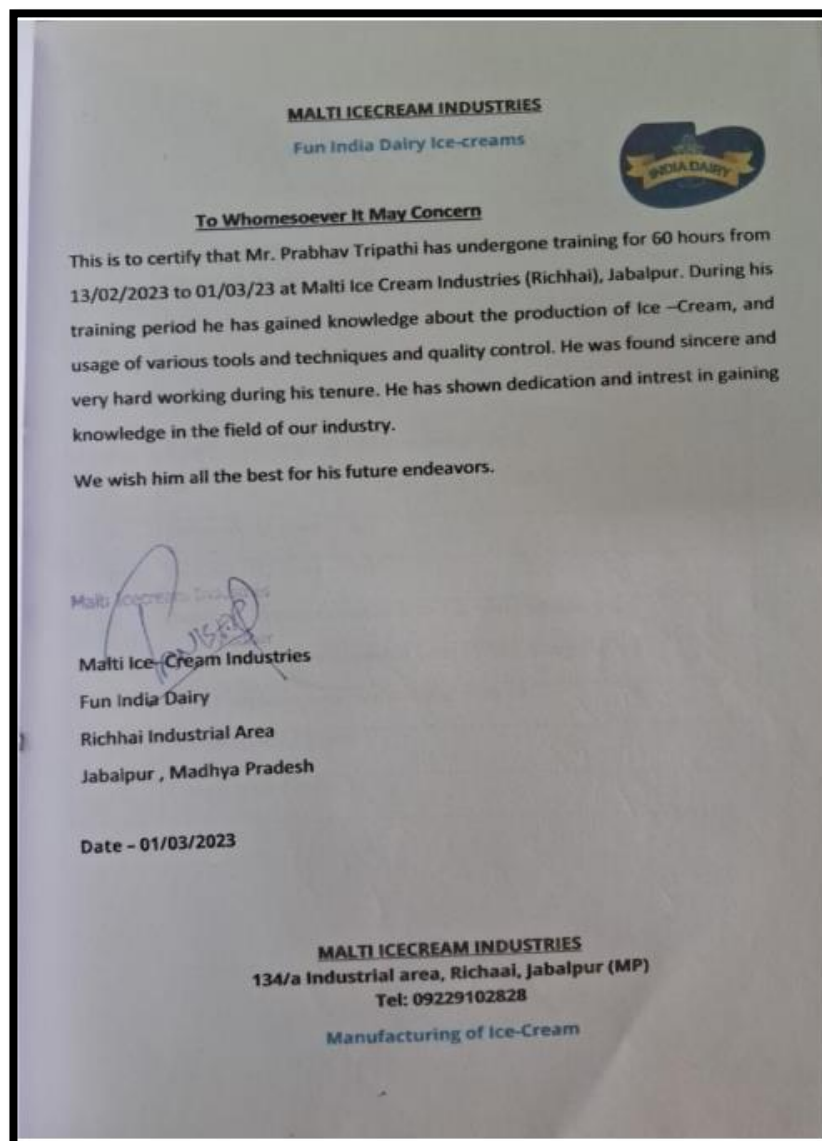 MALTI ICECREAM INDUSTRIES
Fun India Dairy Ice-creams
INDIA DAIRY
To Whomesoever It May Concern
This is to certify that Mr. Prabhav Tripathi has undergone training for 60 hours from
13/02/2023 to 01/03/23 at Malti Ice Cream Industries (Richhai), Jabalpur. During his
training period he has gained knowledge about the production of Ice –Cream, and
usage of various tools and techniques and quality control. He was found sincere and
very hard working during his tenure. He has shown dedication and intrest in gaining
knowledge in the field of our industry.
We wish him all the best for his future endeavors.
Malti Icecream
Malti Ice-Cream Industries
Fun India Dairy
Richhai Industrial Area
Jabalpur , Madhya Pradesh
Date – 01/03/2023
MALTI ICECREAM INDUSTRIES
134/a Industrial area, Richaai, Jabalpur (MP)
Tel: 09229102828
Manufacturing of Ice-Cream